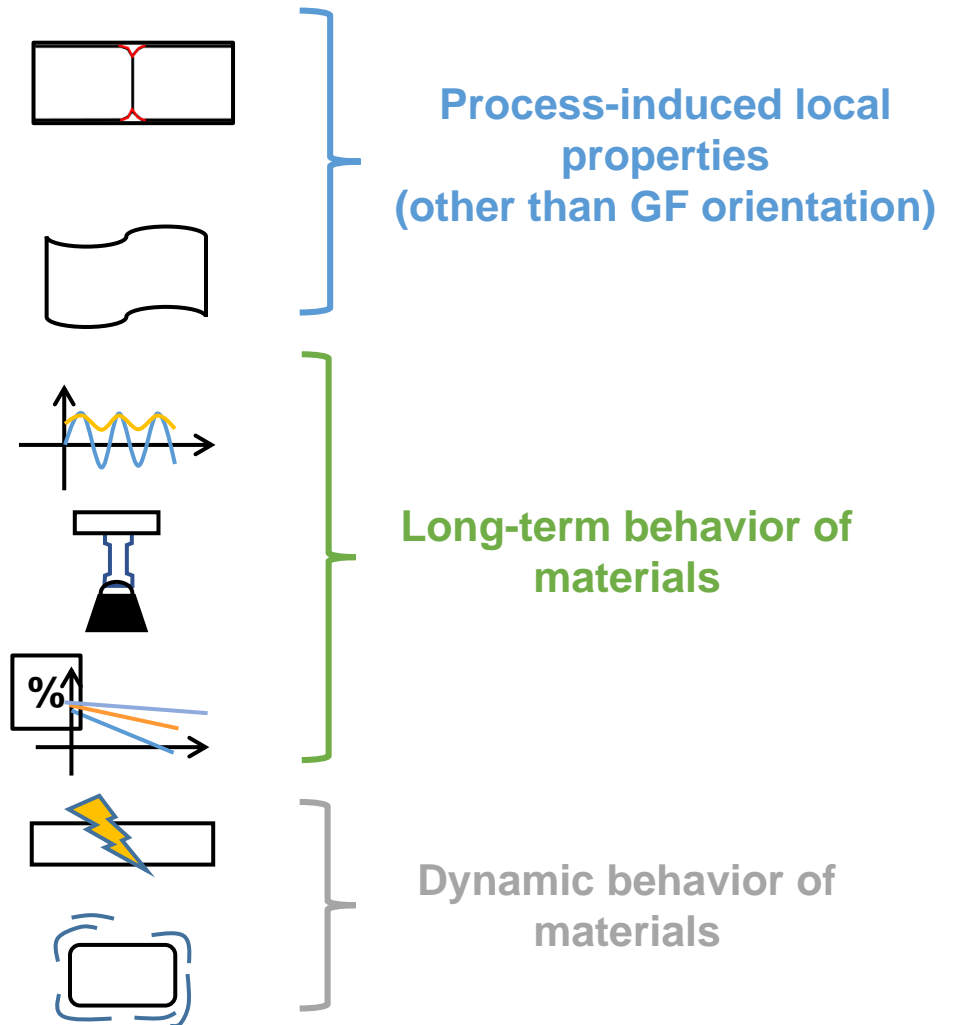 Process-induced local
properties
(other than GF orientation)
Long-term behavior of
materials
%
Dynamic behavior of
materials